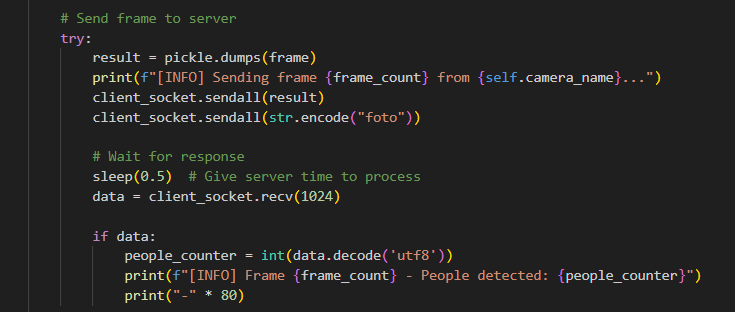 # Send frame to server
try:
result = pickle.dumps(frame)
print(f"[INFO] Sending frame {frame_count} from {self.camera_name}...")
client_socket.sendall(result)
client_socket.sendall(str.encode("foto"))
# Wait for response
sleep(0.5)  # Give server time to process
data = client_socket.recv(1024)
if data:
people_counter = int(data.decode('utf8'))
print(f"[INFO] Frame {frame_count} - People detected: {people_counter}")
print("-" * 80)